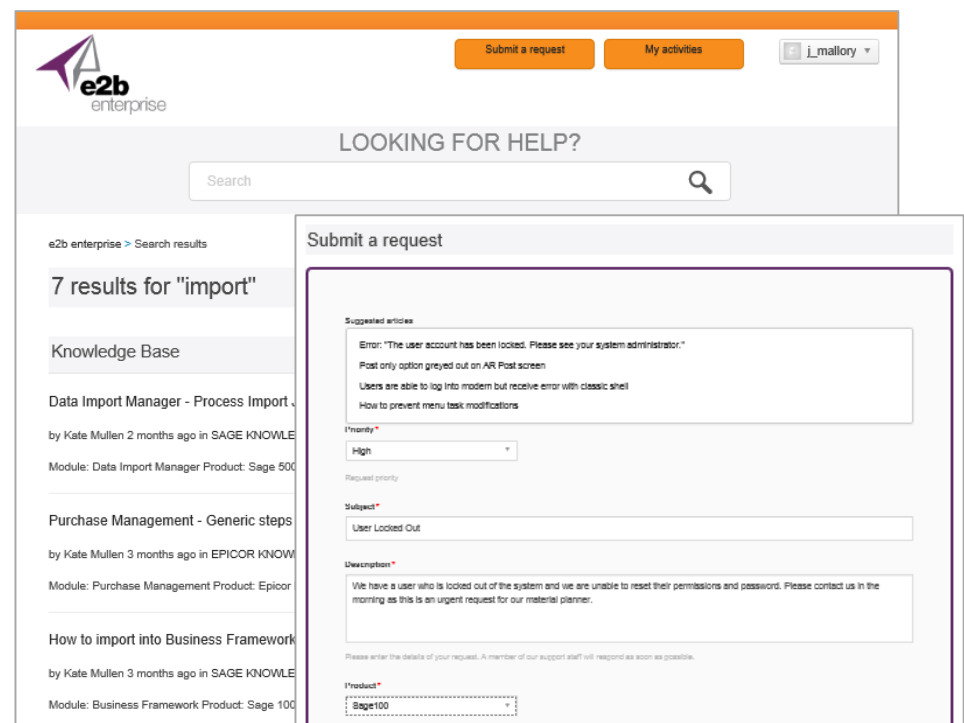 Submit a request
My activities
j_mallory
e2b
enterprise
LOOKING FOR HELP?
Search
e2b enterprise > Search results
7 results for "import"
Knowledge Base
Data Import Manager - Process Import
by Kate Mullen 2 months ago in SAGE KNOWLE
Module: Data Import Manager Product: Sage 500
Purchase Management - Generic steps
by Kate Mullen 3 months ago in EPICOR KNOW
Module: Purchase Management Product: Epicor
How to import into Business Framework
by Kate Mullen 3 months ago in SAGE KNOWLE
Module: Business Framework Product: Sage 100
Submit a request
Suggested articles
Error: "The user account has been locked. Please see your system administrator."
Post only option greyed out on AR Post screen
Users are able to log into modern but receive error with classic shell
How to prevent menu task modifications
Priority*
High
Request priority
Subject*
User Locked Out
Description*
We have a user who is locked out of the system and we are unable to reset their permissions and password. Please contact us in the
morning as this is an urgent request for our material planner.
Please enter the details of your request. A member of our support staff will respond as soon as possible.
Product*
Sage100